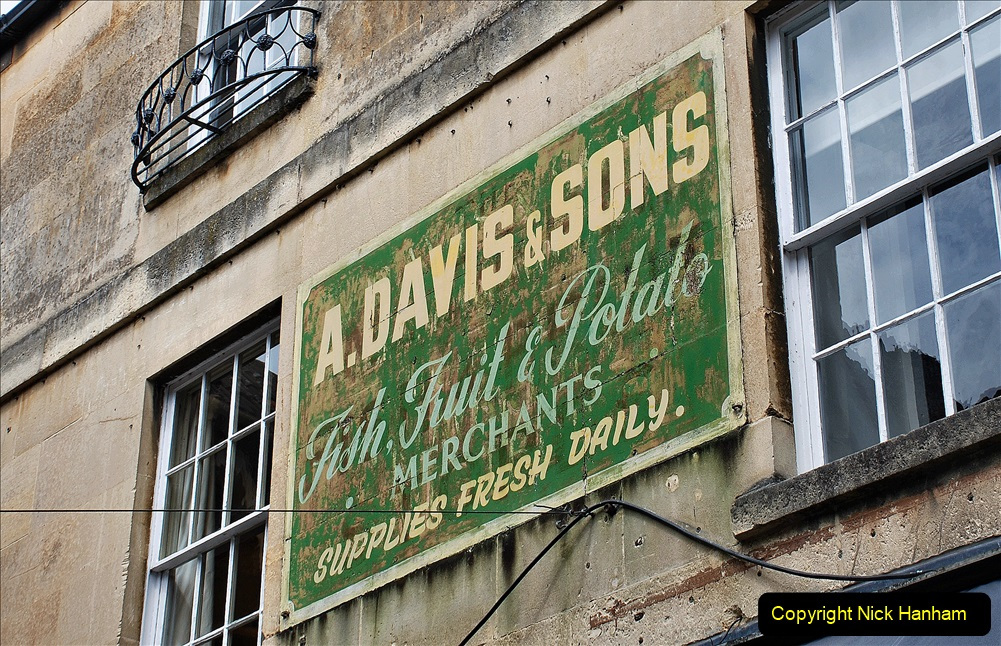 A. DAVIS & SONS
Fish, Fruit & Potato
MERCHANTS
SUPPLIES FRESH DAILY.
Copyright Nick Hanham